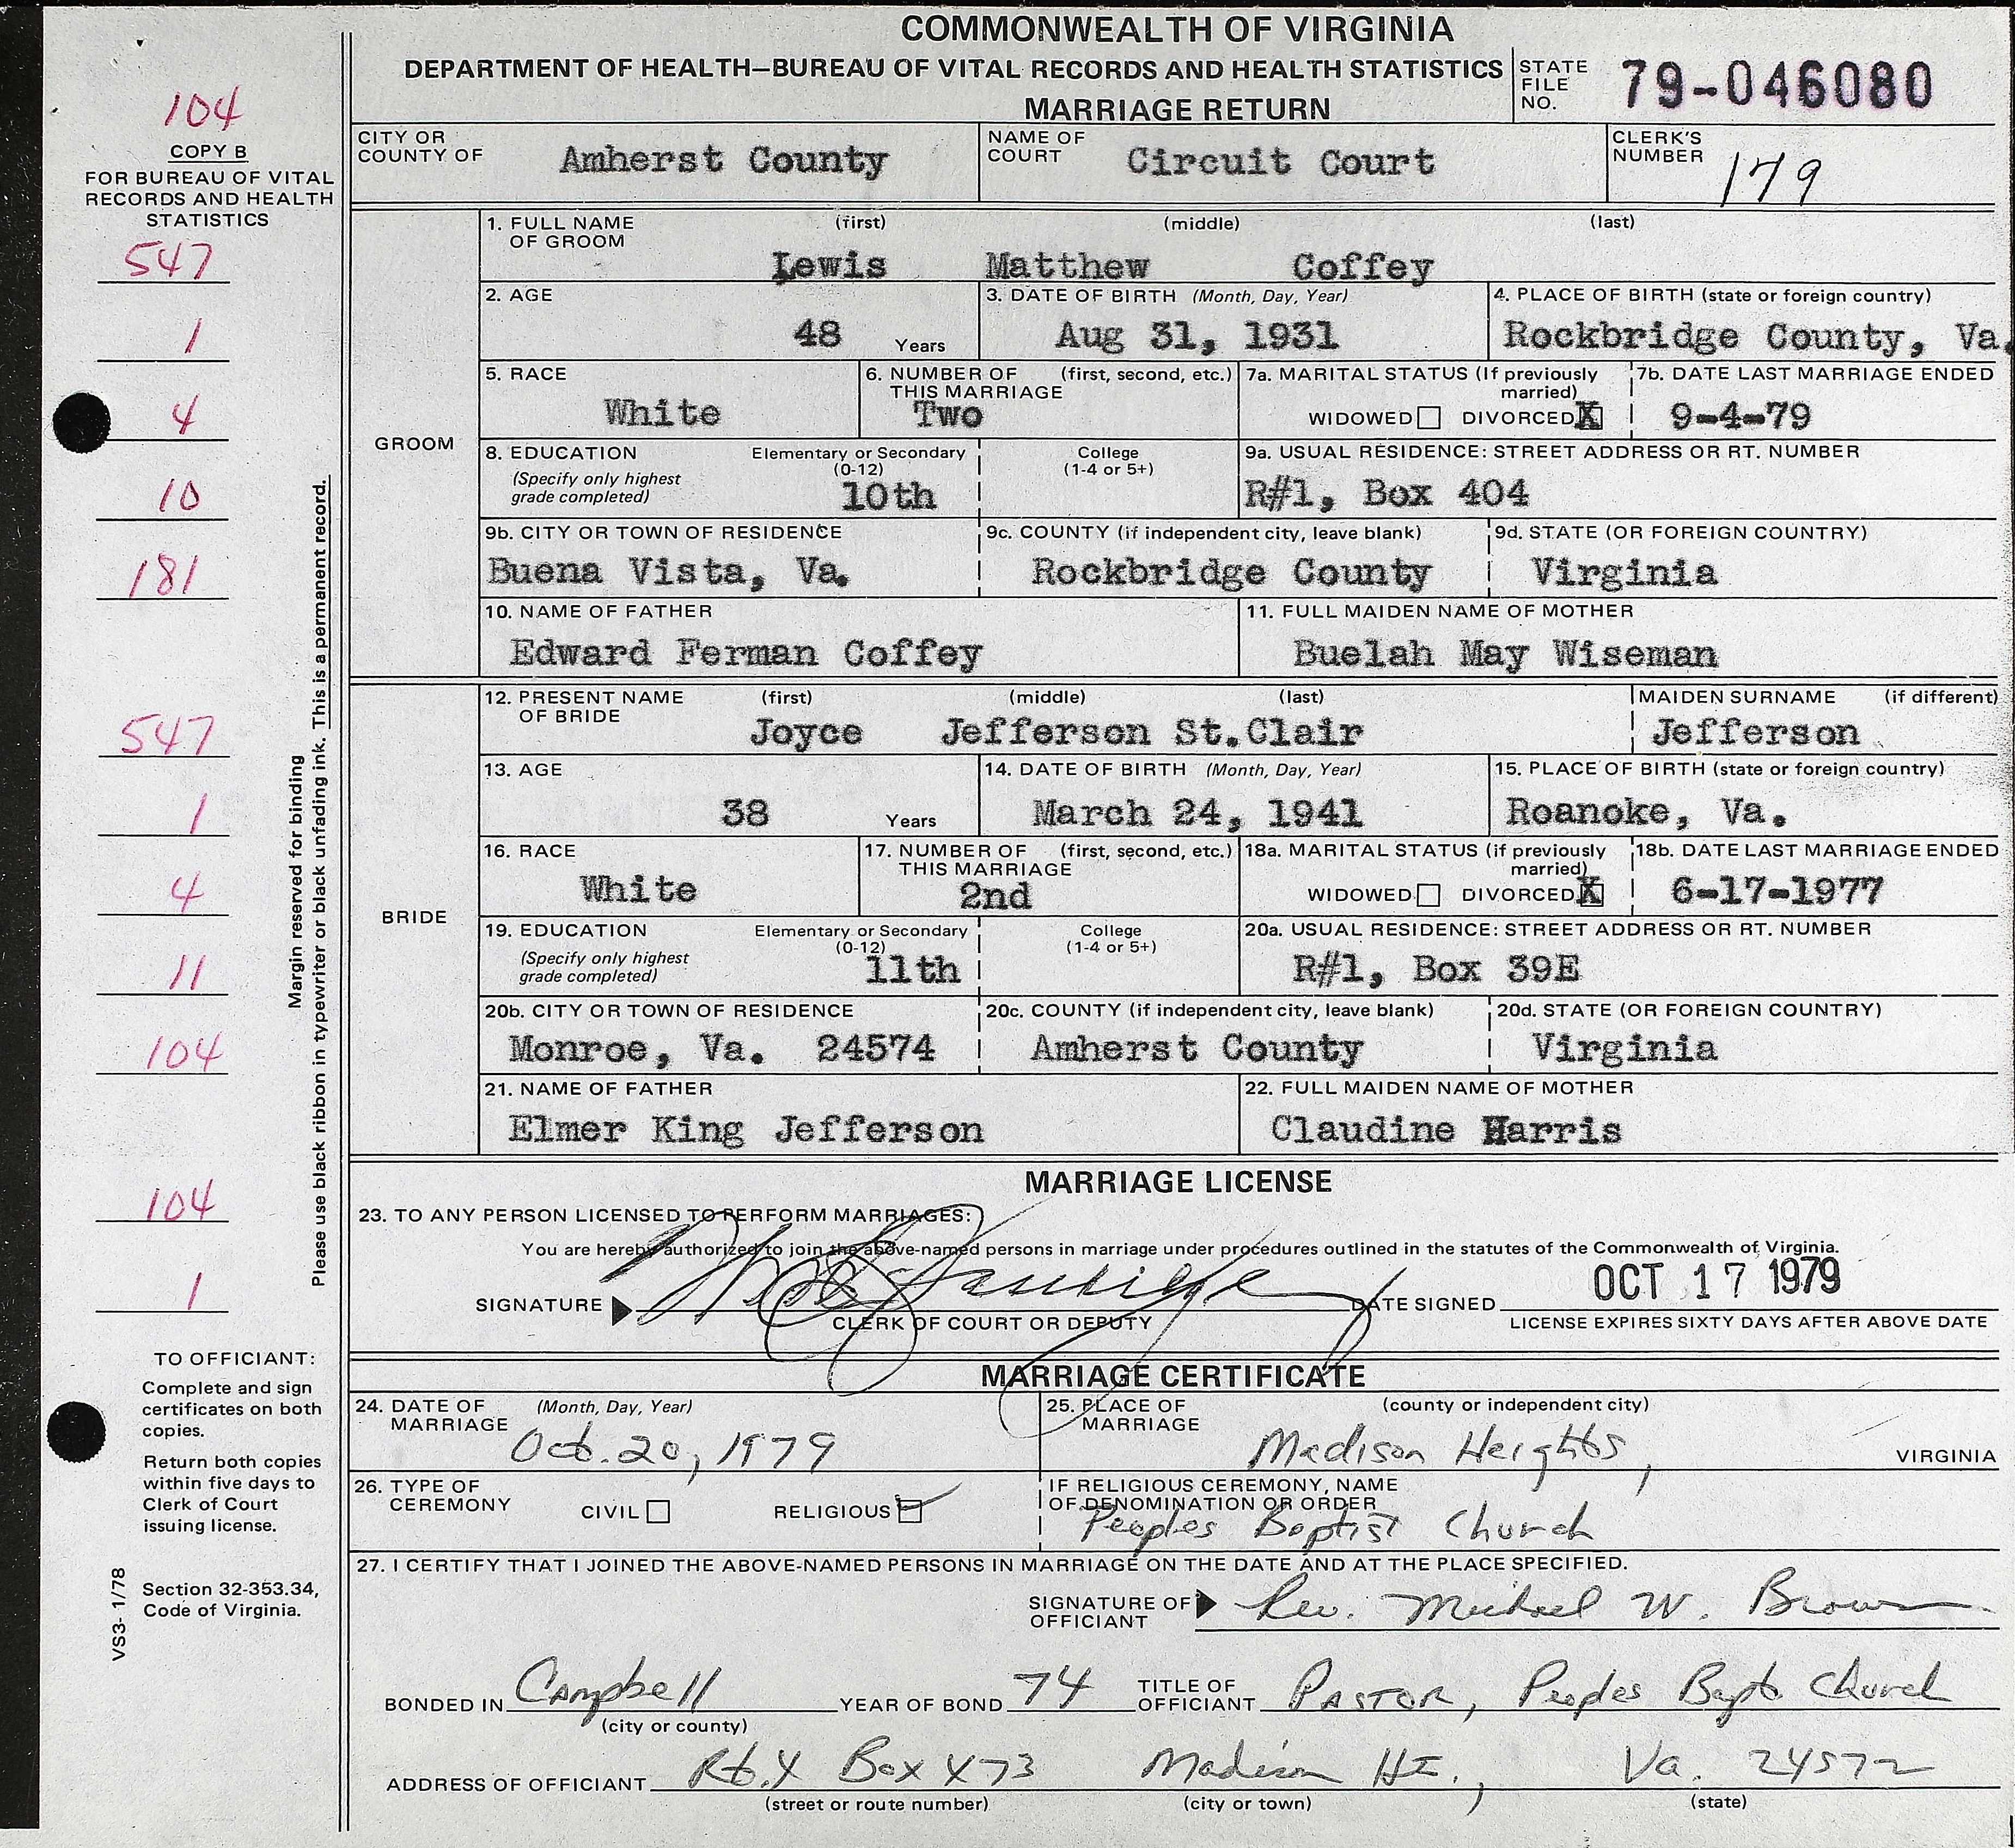 COMMONWEALTH OF VIRGINIA
DEPARTMENT OF HEALTH—BUREAU OF VITAL RECORDS AND HEALTH STATISTICS
MARRIAGE RETURN
STATE FILE NO. 79-046080
104
COPY B
FOR BUREAU OF VITAL
RECORDS AND HEALTH
STATISTICS
547
1
4
10
181
547
1
4
11
104
104
1
Margin reserved for binding
Please use black ribbon in typewriter or black unfading ink. This is a permanent record.
TO OFFICIANT:
Complete and sign
certificates on both
copies.
Return both copies
within five days to
Clerk of Court
issuing license.
Section 32-353.34,
Code of Virginia.
VS3- 1/78
CITY OR COUNTY OF Amherst County
NAME OF COURT Circuit Court
CLERK'S NUMBER 179
GROOM
1. FULL NAME OF GROOM (first) (middle) (last)
Lewis Matthew Coffey
2. AGE 48 Years
3. DATE OF BIRTH (Month, Day, Year) Aug 31, 1931
4. PLACE OF BIRTH (state or foreign country) Rockbridge County, Va.
5. RACE White
6. NUMBER OF THIS MARRIAGE (first, second, etc.) Two
7a. MARITAL STATUS (If previously married) WIDOWED DIVORCED X
7b. DATE LAST MARRIAGE ENDED 9-4-79
8. EDUCATION (Specify only highest grade completed) Elementary or Secondary (0-12) 10th
College (1-4 or 5+)
9a. USUAL RESIDENCE: STREET ADDRESS OR RT. NUMBER R#1, Box 404
9b. CITY OR TOWN OF RESIDENCE Buena Vista, Va.
9c. COUNTY (if independent city, leave blank) Rockbridge County
9d. STATE (OR FOREIGN COUNTRY) Virginia
10. NAME OF FATHER Edward Ferman Coffey
11. FULL MAIDEN NAME OF MOTHER Buelah May Wiseman
BRIDE
12. PRESENT NAME OF BRIDE (first) (middle) (last)
Joyce Jefferson St.Clair
MAIDEN SURNAME (if different) Jefferson
13. AGE 38 Years
14. DATE OF BIRTH (Month, Day, Year) March 24, 1941
15. PLACE OF BIRTH (state or foreign country) Roanoke, Va.
16. RACE White
17. NUMBER OF THIS MARRIAGE (first, second, etc.) 2nd
18a. MARITAL STATUS (if previously married) WIDOWED DIVORCED X
18b. DATE LAST MARRIAGE ENDED 6-17-1977
19. EDUCATION (Specify only highest grade completed) Elementary or Secondary (0-12) 11th
College (1-4 or 5+)
20a. USUAL RESIDENCE: STREET ADDRESS OR RT. NUMBER R#1, Box 39E
20b. CITY OR TOWN OF RESIDENCE Monroe, Va. 24574
20c. COUNTY (if independent city, leave blank) Amherst County
20d. STATE (OR FOREIGN COUNTRY) Virginia
21. NAME OF FATHER Elmer King Jefferson
22. FULL MAIDEN NAME OF MOTHER Claudine Harris
MARRIAGE LICENSE
23. TO ANY PERSON LICENSED TO PERFORM MARRIAGES:
You are hereby authorized to join the above-named persons in marriage under procedures outlined in the statutes of the Commonwealth of Virginia.
SIGNATURE
CLERK OF COURT OR DEPUTY
DATE SIGNED OCT 17 1979
LICENSE EXPIRES SIXTY DAYS AFTER ABOVE DATE
MARRIAGE CERTIFICATE
24. DATE OF MARRIAGE (Month, Day, Year) Oct. 20, 1979
25. PLACE OF MARRIAGE (county or independent city) Madison Heights, VIRGINIA
26. TYPE OF CEREMONY CIVIL RELIGIOUS
IF RELIGIOUS CEREMONY, NAME OF DENOMINATION OR ORDER
Peoples Baptist Church
27. I CERTIFY THAT I JOINED THE ABOVE-NAMED PERSONS IN MARRIAGE ON THE DATE AND AT THE PLACE SPECIFIED.
SIGNATURE OF OFFICIANT Rev. Michael W. Brown
BONDED IN Campbell (city or county) YEAR OF BOND 74 TITLE OF OFFICIANT PASTOR, Peoples Bapt. Church
ADDRESS OF OFFICIANT Rt. 4 Box 473 Madison Ht., Va. 24572
(street or route number) (city or town) (state)